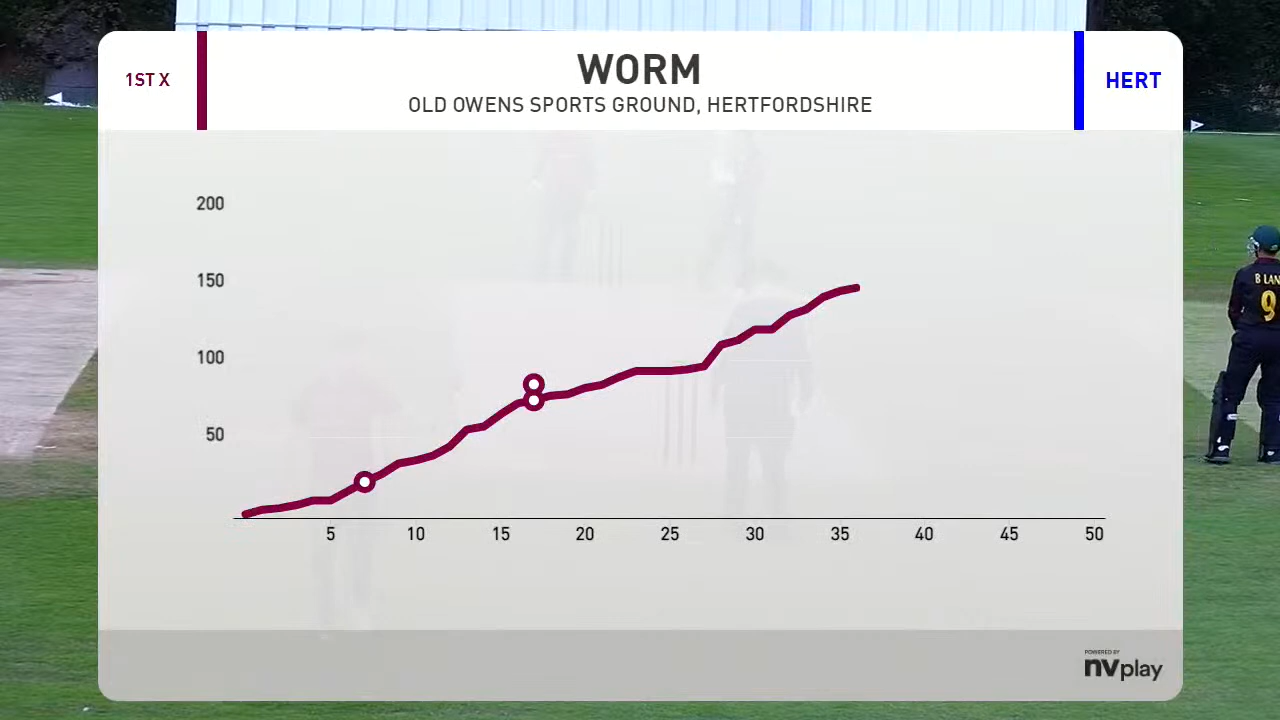 1ST X
WORM
OLD OWENS SPORTS GROUND, HERTFORDSHIRE
HERT
200
150
100
50
5 10 15 20 25 30 35 40 45 50
B LAN
9
POWERED BY
nvplay